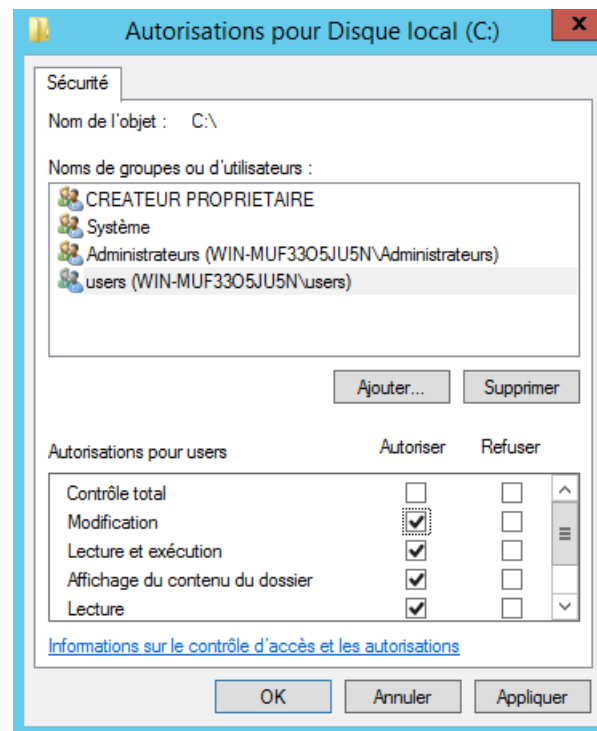 Autorisations pour Disque local (C:)
x
Sécurité
Nom de l'objet : C:\
Noms de groupes ou d'utilisateurs :
CREATEUR PROPRIETAIRE
Système
Administrateurs (WIN-MUF33O5JU5N\Administrateurs)
users (WIN-MUF33O5JU5N\users)
Ajouter... Supprimer
Autorisations pour users Autoriser Refuser
Contrôle total
Modification
Lecture et exécution
Affichage du contenu du dossier
Lecture
Informations sur le contrôle d'accès et les autorisations
OK Annuler Appliquer